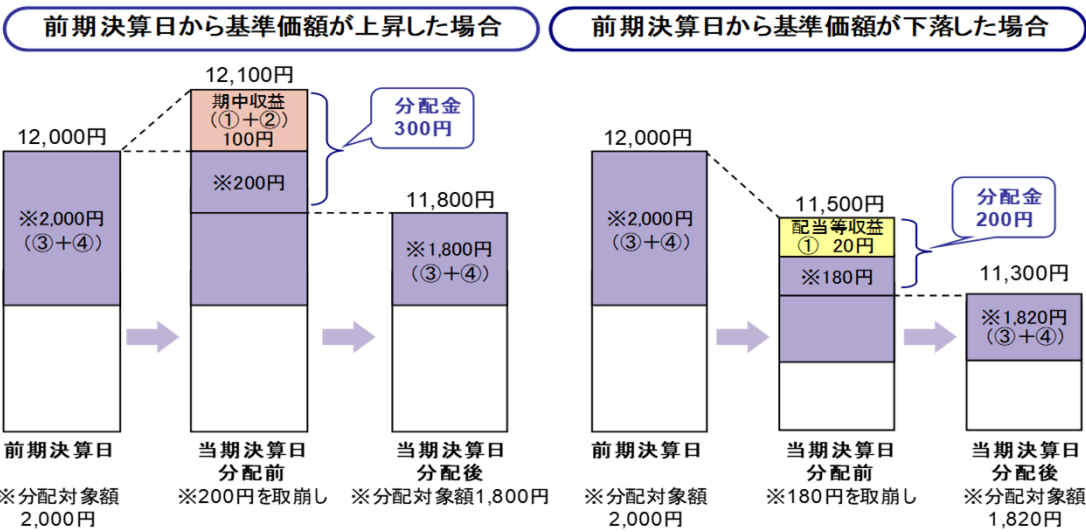 前期決算日から基準価額が上昇した場合
12,100円
期中収益
(①+②)
100円
分配金
300円
12,000円
※200円
※2,000円
(③+④)
11,800円
※1,800円
(③+④)
前期決算日
当期決算日
分配前
当期決算日
分配後
※分配対象額
2,000円
※200円を取崩し
※分配対象額1,800円
前期決算日から基準価額が下落した場合
12,000円
※2,000円
(③+④)
11,500円
配当等収益
① 20円
※180円
分配金
200円
11,300円
※1,820円
(③+④)
前期決算日
当期決算日
分配前
当期決算日
分配後
※分配対象額
2,000円
※180円を取崩し
※分配対象額
1,820円